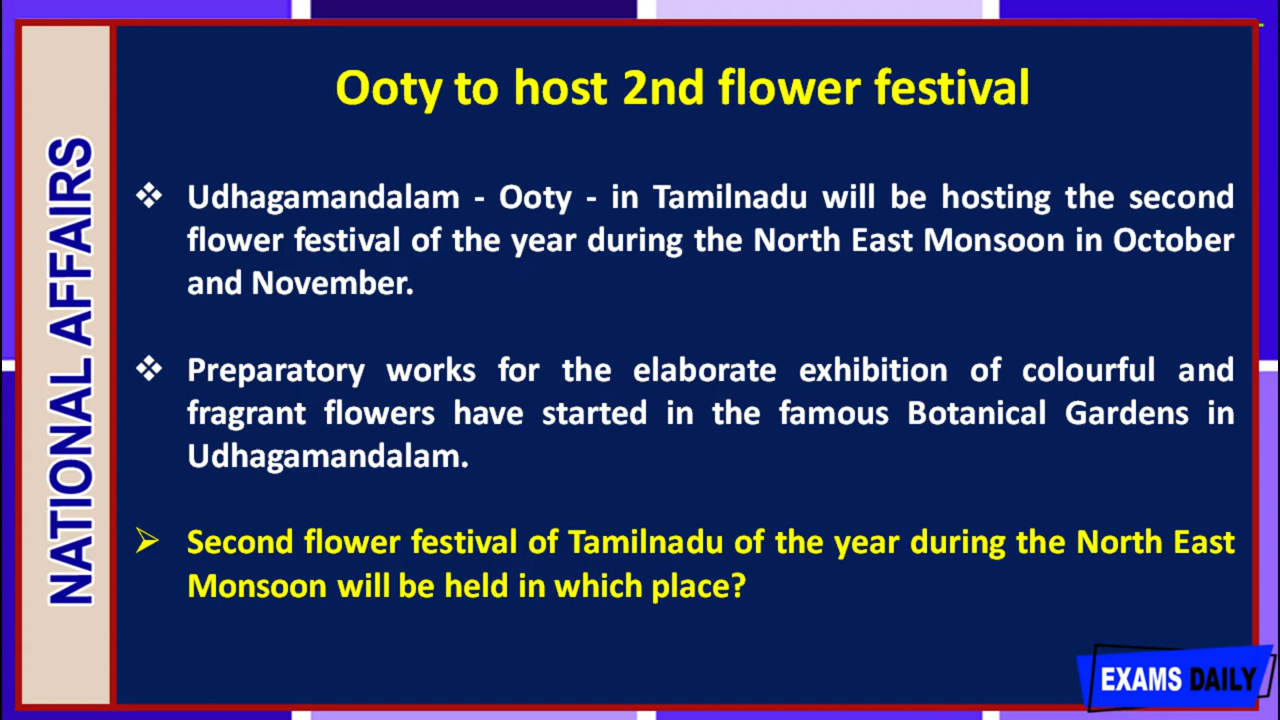 NATIONAL AFFAIRS
Ooty to host 2nd flower festival
❖ Udhagamandalam - Ooty - in Tamilnadu will be hosting the second
flower festival of the year during the North East Monsoon in October
and November.
❖ Preparatory works for the elaborate exhibition of colourful and
fragrant flowers have started in the famous Botanical Gardens in
Udhagamandalam.
➢ Second flower festival of Tamilnadu of the year during the North East
Monsoon will be held in which place?
EXAMS DAILY